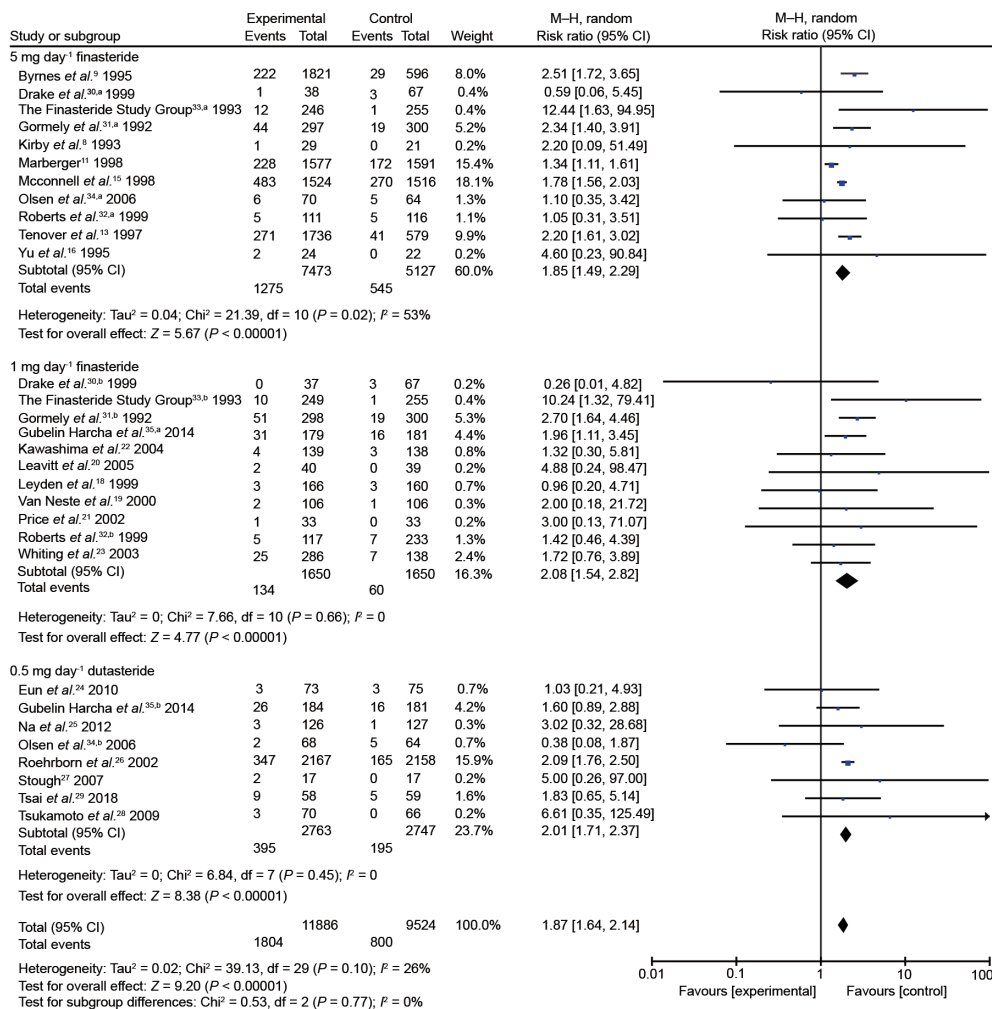 Experimental Control M–H, random M–H, random
Study or subgroup Events Total Events Total Weight Risk ratio (95% CI) Risk ratio (95% CI)
5 mg day⁻¹ finasteride
Byrnes et al.⁹ 1995 222 1821 29 596 8.0% 2.51 [1.72, 3.65]
Drake et al.³⁰,ᵃ 1999 1 38 3 67 0.4% 0.59 [0.06, 5.45]
The Finasteride Study Group³³,ᵃ 1993 12 246 1 255 0.4% 12.44 [1.63, 94.95]
Gormely et al.³¹,ᵃ 1992 44 297 19 300 5.2% 2.34 [1.40, 3.91]
Kirby et al.⁸ 1993 1 29 0 21 0.2% 2.20 [0.09, 51.49]
Marberger¹¹ 1998 228 1577 172 1591 15.4% 1.34 [1.11, 1.61]
Mcconnell et al.¹⁵ 1998 483 1524 270 1516 18.1% 1.78 [1.56, 2.03]
Olsen et al.³⁴,ᵃ 2006 6 70 5 64 1.3% 1.10 [0.35, 3.42]
Roberts et al.³²,ᵃ 1999 5 111 5 116 1.1% 1.05 [0.31, 3.51]
Tenover et al.¹³ 1997 271 1736 41 579 9.9% 2.20 [1.61, 3.02]
Yu et al.¹⁶ 1995 2 24 0 22 0.2% 4.60 [0.23, 90.84]
Subtotal (95% CI) 7473 5127 60.0% 1.85 [1.49, 2.29]
Total events 1275 545
Heterogeneity: Tau² = 0.04; Chi² = 21.39, df = 10 (P = 0.02); I² = 53%
Test for overall effect: Z = 5.67 (P < 0.00001)
1 mg day⁻¹ finasteride
Drake et al.³⁰,ᵇ 1999 0 37 3 67 0.2% 0.26 [0.01, 4.82]
The Finasteride Study Group³³,ᵇ 1993 10 249 1 255 0.4% 10.24 [1.32, 79.41]
Gormely et al.³¹,ᵇ 1992 51 298 19 300 5.4% 2.70 [1.64, 4.46]
Gubelin Harcha et al.³⁵,ᵃ 2014 31 179 16 181 4.4% 1.96 [1.11, 3.45]
Kawashima et al.²² 2004 4 139 3 138 0.8% 1.32 [0.30, 5.81]
Leavitt et al.²⁰ 2005 2 40 0 39 0.2% 4.88 [0.24, 98.47]
Leyden et al.¹⁸ 1999 3 166 3 160 0.7% 0.96 [0.20, 4.71]
Van Neste et al.¹⁹ 2000 2 106 1 106 0.3% 2.00 [0.18, 21.72]
Price et al.²¹ 2002 1 33 0 33 0.2% 3.00 [0.13, 71.07]
Roberts et al.³²,ᵇ 1999 5 117 7 233 1.3% 1.42 [0.46, 4.39]
Whiting et al.²³ 2003 25 286 7 138 2.4% 1.72 [0.76, 3.89]
Subtotal (95% CI) 1650 1650 16.3% 2.08 [1.54, 2.82]
Total events 134 60
Heterogeneity: Tau² = 0; Chi² = 7.66, df = 10 (P = 0.66); I² = 0
Test for overall effect: Z = 4.77 (P < 0.00001)
0.5 mg day⁻¹ dutasteride
Eun et al.²⁴ 2010 3 73 3 75 0.7% 1.03 [0.21, 4.93]
Gubelin Harcha et al.³⁵,ᵇ 2014 26 184 16 181 4.2% 1.60 [0.89, 2.88]
Na et al.²⁵ 2012 3 126 1 127 0.3% 3.02 [0.32, 28.68]
Olsen et al.³⁴,ᵇ 2006 2 68 5 64 0.7% 0.38 [0.08, 1.87]
Roehrborn et al.²⁶ 2002 347 2167 165 2158 15.9% 2.09 [1.76, 2.50]
Stough²⁷ 2007 2 17 0 17 0.2% 5.00 [0.26, 97.00]
Tsai et al.²⁹ 2018 9 58 5 59 1.6% 1.83 [0.65, 5.14]
Tsukamoto et al.²⁸ 2009 3 70 0 66 0.2% 6.61 [0.35, 125.49]
Subtotal (95% CI) 2763 2747 23.7% 2.01 [1.71, 2.37]
Total events 395 195
Heterogeneity: Tau² = 0; Chi² = 6.84, df = 7 (P = 0.45); I² = 0
Test for overall effect: Z = 8.38 (P < 0.00001)
Total (95% CI) 11886 9524 100.0% 1.87 [1.64, 2.14]
Total events 1804 800
Heterogeneity: Tau² = 0.02; Chi² = 39.13, df = 29 (P = 0.10); I² = 26%
Test for overall effect: Z = 9.20 (P < 0.00001)
Test for subgroup differences: Chi² = 0.53, df = 2 (P = 0.77); I² = 0%
0.01 0.1 1 10 100
Favours [experimental] Favours [control]